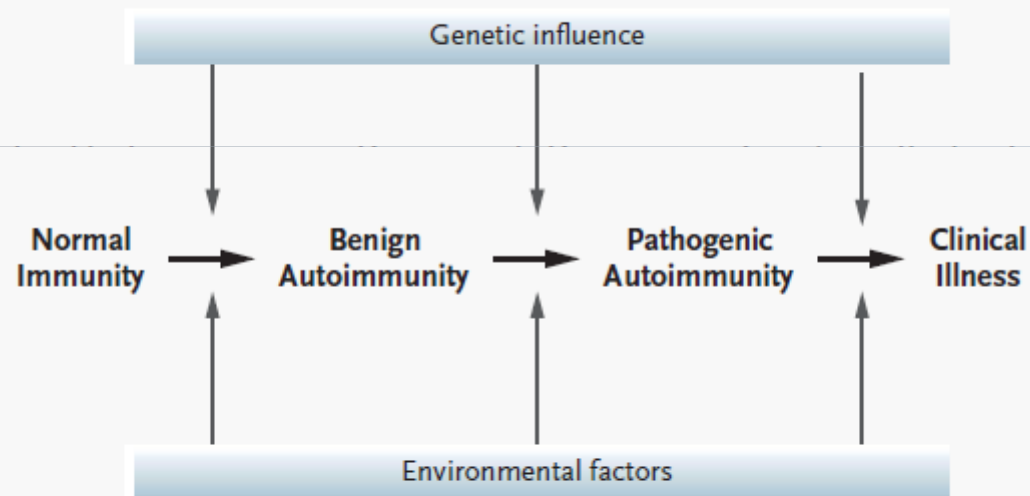 Genetic influence
Normal
Immunity
Benign
Autoimmunity
Pathogenic
Autoimmunity
Clinical
Illness
Environmental factors